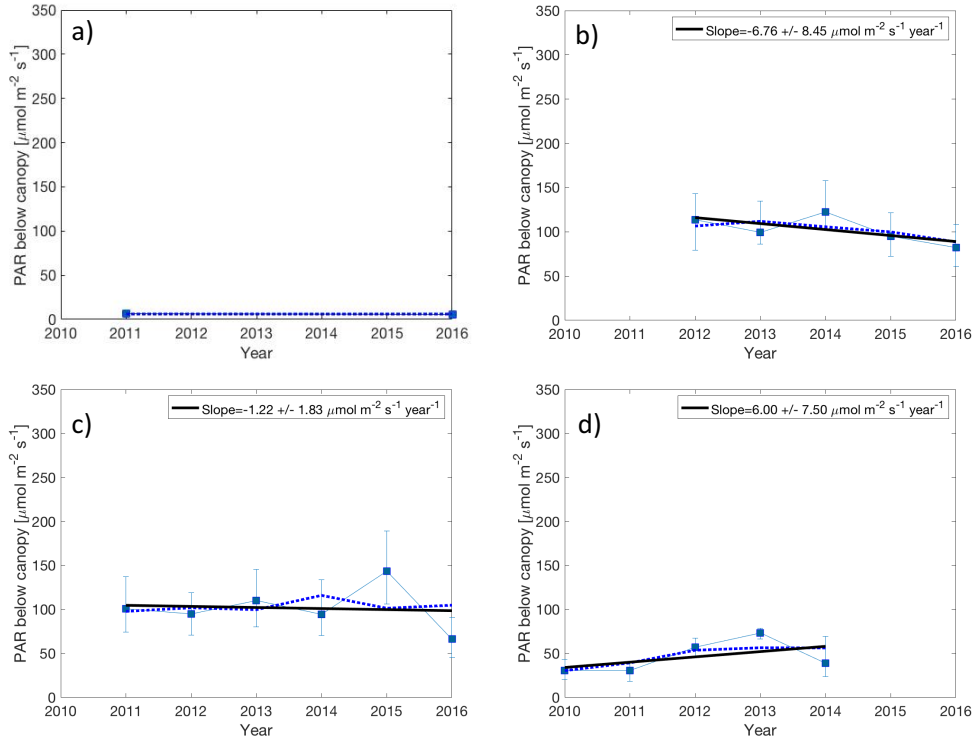 a)
350
300
250
200
150
100
50
0
PAR below canopy [μmol m⁻² s⁻¹]
2010 2011 2012 2013 2014 2015 2016
Year
b)
Slope=-6.76 +/- 8.45 μmol m⁻² s⁻¹ year⁻¹
350
300
250
200
150
100
50
0
PAR below canopy [μmol m⁻² s⁻¹]
2010 2011 2012 2013 2014 2015 2016
Year
c)
Slope=-1.22 +/- 1.83 μmol m⁻² s⁻¹ year⁻¹
350
300
250
200
150
100
50
0
PAR below canopy [μmol m⁻² s⁻¹]
2010 2011 2012 2013 2014 2015 2016
Year
d)
Slope=6.00 +/- 7.50 μmol m⁻² s⁻¹ year⁻¹
350
300
250
200
150
100
50
0
PAR below canopy [μmol m⁻² s⁻¹]
2010 2011 2012 2013 2014 2015 2016
Year